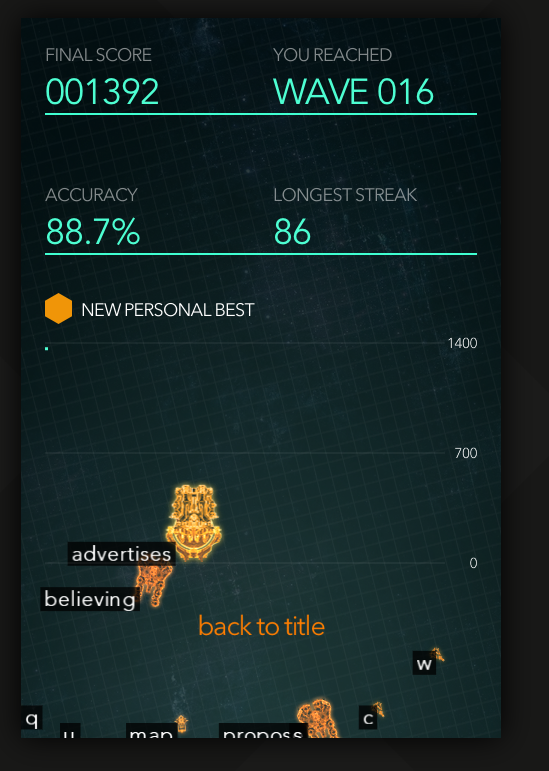 FINAL SCORE YOU REACHED
001392 WAVE 016
ACCURACY LONGEST STREAK
88.7% 86
NEW PERSONAL BEST
1400
700
advertises
0
believing
back to title
w
q c
u map proposs